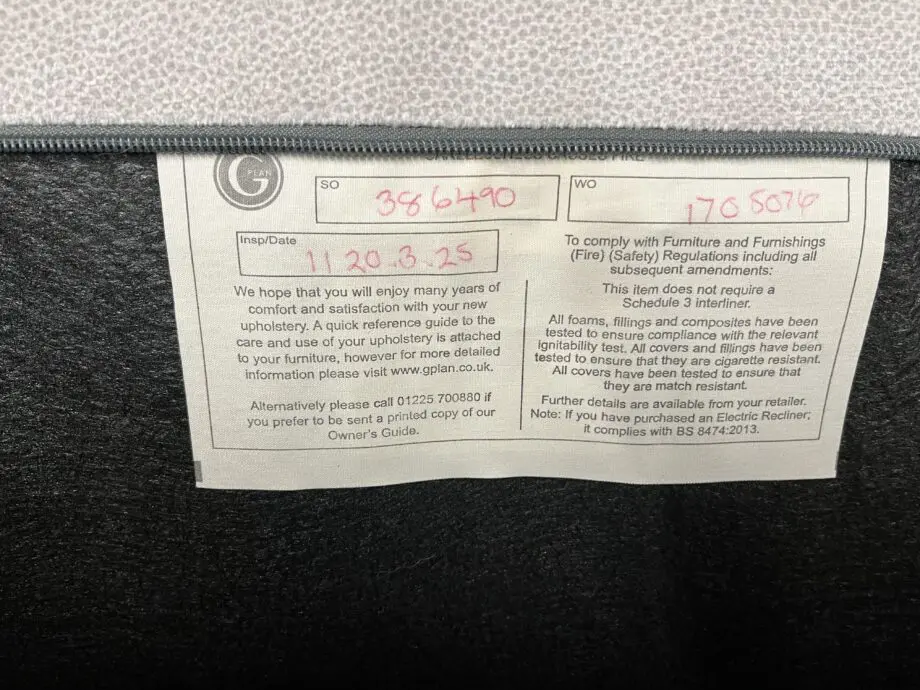 CARELESSNESS CAUSES FIRE
G PLAN
SO
386490
WO
1705076
Insp/Date
11 20.3.25
We hope that you will enjoy many years of
comfort and satisfaction with your new
upholstery. A quick reference guide to the
care and use of your upholstery is attached
to your furniture, however for more detailed
information please visit www.gplan.co.uk.
Alternatively please call 01225 700880 if
you prefer to be sent a printed copy of our
Owner's Guide.
To comply with Furniture and Furnishings
(Fire) (Safety) Regulations including all
subsequent amendments:
This item does not require a
Schedule 3 interliner.
All foams, fillings and composites have been
tested to ensure compliance with the relevant
Ignitability test. All covers and fillings have been
tested to ensure that they are cigarette resistant.
All covers have been tested to ensure that
they are match resistant.
Further details are available from your retailer.
Note: If you have purchased an Electric Recliner;
it complies with BS 8474:2013.